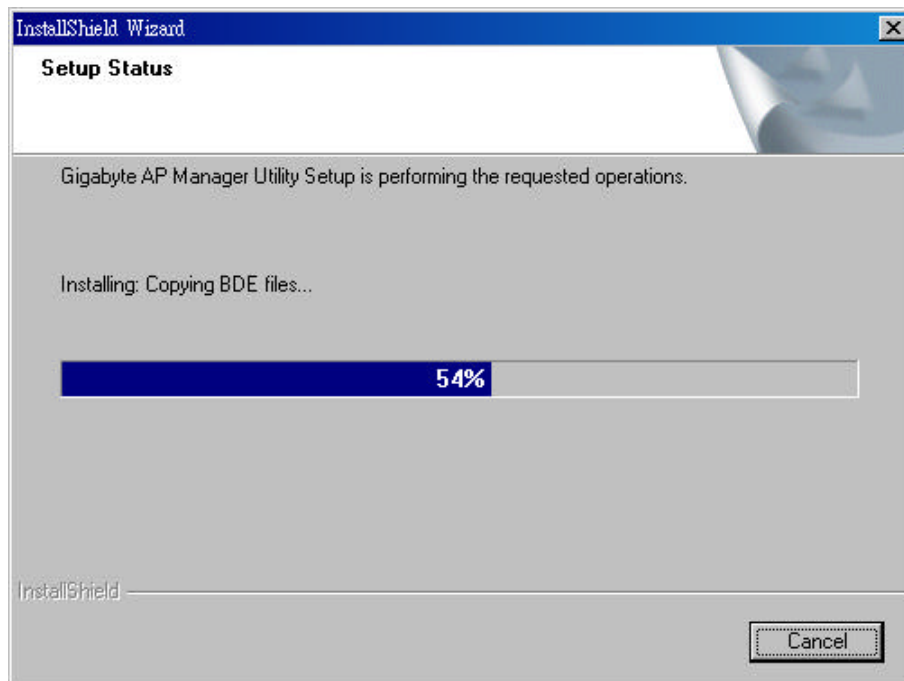 InstallShield Wizard
Setup Status
Gigabyte AP Manager Utility Setup is performing the requested operations.
Installing: Copying BDE files...
54%
InstallShield
Cancel